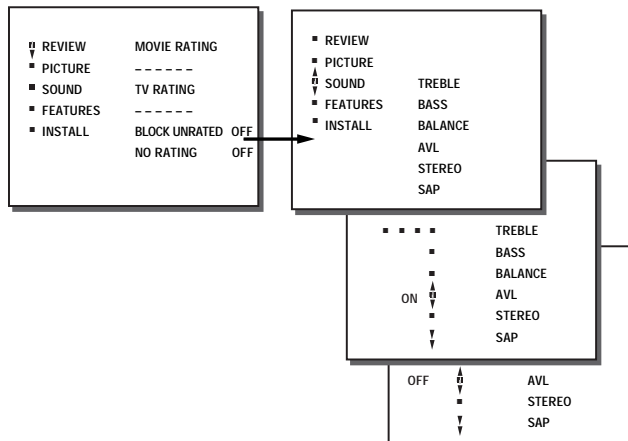 REVIEW MOVIE RATING
PICTURE – – – – – –
SOUND TV RATING
FEATURES – – – – – –
INSTALL BLOCK UNRATED OFF
NO RATING OFF
REVIEW
PICTURE
SOUND TREBLE
FEATURES BASS
INSTALL BALANCE
AVL
STEREO
SAP
TREBLE
BASS
BALANCE
ON AVL
STEREO
SAP
OFF AVL
STEREO
SAP